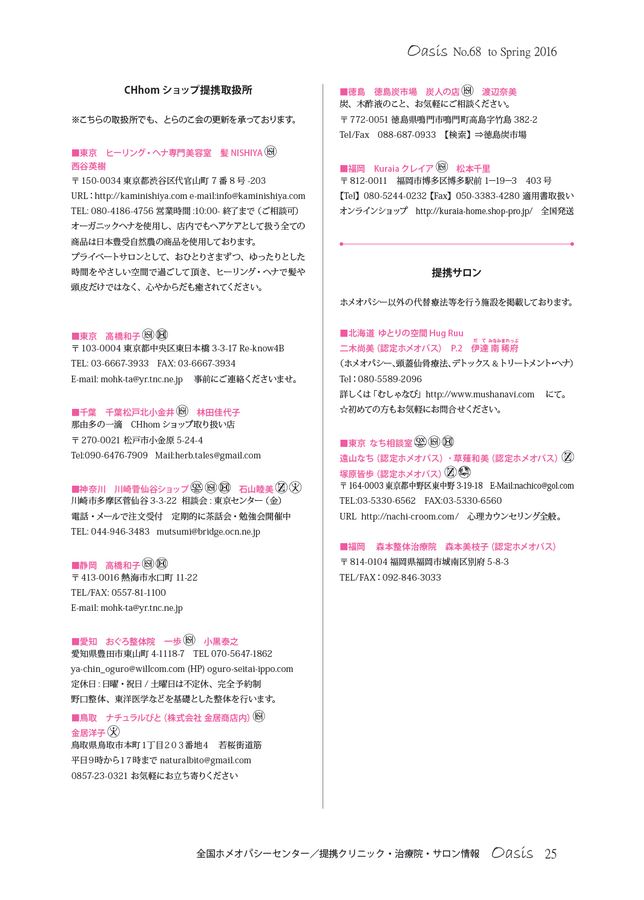 Oasis No.68 to Spring 2016
CHhom ショップ提携取扱所
※こちらの取扱所でも、とらのこ会の更新を承っております。
■東京 ヒーリング・ヘナ専門美容室 髪 NISHIYA
西谷英樹
〒150-0034 東京都渋谷区代官山町 7 番 8 号 -203
URL : http://kaminishiya.com e-mail:info@kaminishiya.com
TEL: 080-4186-4756 営業時間 :10:00- 終了まで(ご相談可)
オーガニックヘナを使用し、店内でもヘアケアとして扱う全ての
商品は日本豊受自然農の商品を使用しております。
プライベートサロンとして、おひとりさまずつ、ゆったりとした
時間をやさしい空間で過ごして頂き、ヒーリング・ヘナで髪や
頭皮だけではなく、心やからだも癒されてください。
■東京 高橋和子
〒103-0004 東京都中央区東日本橋 3-3-17 Re-know4B
TEL: 03-6667-3933 FAX: 03-6667-3934
E-mail: mohk-ta@yr.tnc.ne.jp 事前にご連絡くださいませ。
■千葉 千葉松戸北小金井 林田佳代子
那由多の一滴 CHhom ショップ取り扱い店
〒270-0021 松戸市小金原 5-24-4
Tel:090-6476-7909 Mail:herb.tales@gmail.com
■神奈川 川崎菅仙谷ショップ 石山睦美
川崎市多摩区菅仙谷 3-3-22 相談会 : 東京センター(金)
電話・メールで注文受付 定期的に茶話会・勉強会開催中
TEL: 044-946-3483 mutsumi@bridge.ocn.ne.jp
■静岡 高橋和子
〒413-0016 熱海市水口町 11-22
TEL/FAX: 0557-81-1100
E-mail: mohk-ta@yr.tnc.ne.jp
■愛知 おぐろ整体院 一歩 小黒泰之
愛知県豊田市東山町 4-1118-7 TEL 070-5647-1862
ya-chin_oguro@willcom.com (HP) oguro-seitai-ippo.com
定休日 : 日曜・祝日 / 土曜日は不定休、完全予約制
野口整体、東洋医学などを基礎とした整体を行います。
■鳥取 ナチュラルびと(株式会社 金居商店内)
金居洋子
鳥取県鳥取市本町1丁目203番地4 若桜街道筋
平日9時から17時まで naturalbito@gmail.com
0857-23-0321 お気軽にお立ち寄りください
■徳島 徳島炭市場 炭人の店 渡辺奈美
炭、木酢液のこと、お気軽にご相談ください。
〒772-0051 徳島県鳴門市鳴門町高島字竹島 382-2
Tel/Fax 088-687-0933 【検索】⇒徳島炭市場
■福岡 Kuraia クレイア 松本千里
〒812-0011 福岡市博多区博多駅前 1ー19ー3 403 号
【Tel】080-5244-0232【Fax】050-3383-4280 適用書取扱い
オンラインショップ http://kuraia-home.shop-pro.jp/ 全国発送
提携サロン
ホメオパシー以外の代替療法等を行う施設を掲載しております。
■北海道 ゆとりの空間 Hug Ruu
二木尚美(認定ホメオパス) P.2 伊達 南 稀府
(ホメオパシー、頭蓋仙骨療法、デトックス & トリートメント・ヘナ)
Tel:080-5589-2096
詳しくは「むしゃなび」http://www.mushanavi.com にて。
☆初めての方もお気軽にお問合せください。
■東京 なち相談室
遠山なち(認定ホメオパス)・草薙和美(認定ホメオパス)
塚原皆歩(認定ホメオパス)
〒164-0003 東京都中野区東中野 3-19-18 E-Mail:nachico@gol.com
TEL:03-5330-6562 FAX:03-5330-6560
URL http://nachi-croom.com/ 心理カウンセリング全般。
■福岡 森本整体治療院 森本美枝子(認定ホメオパス)
〒814-0104 福岡県福岡市城南区別府 5-8-3
TEL/FAX:092-846-3033
全国ホメオパシーセンター/提携クリニック・治療院・サロン情報 Oasis 25